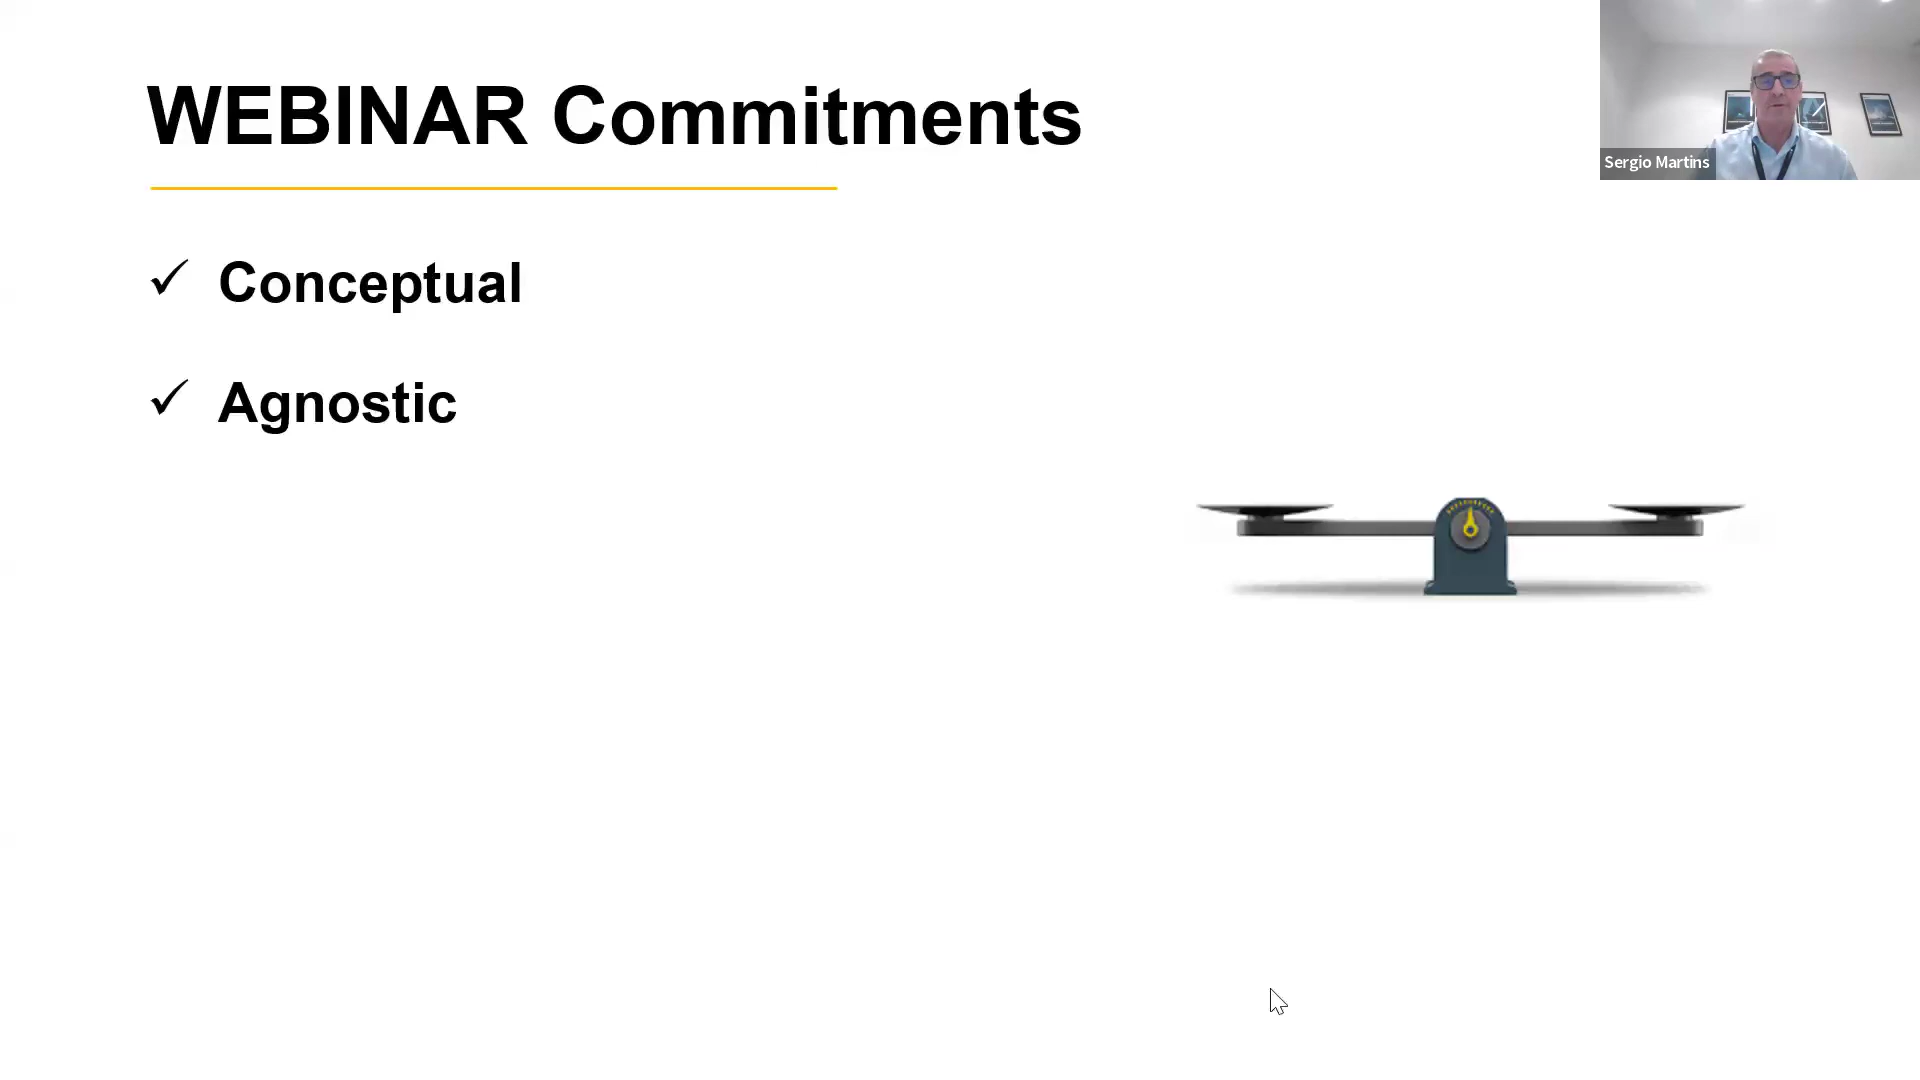 WEBINAR Commitments
Sergio Martins
✓ Conceptual
✓ Agnostic